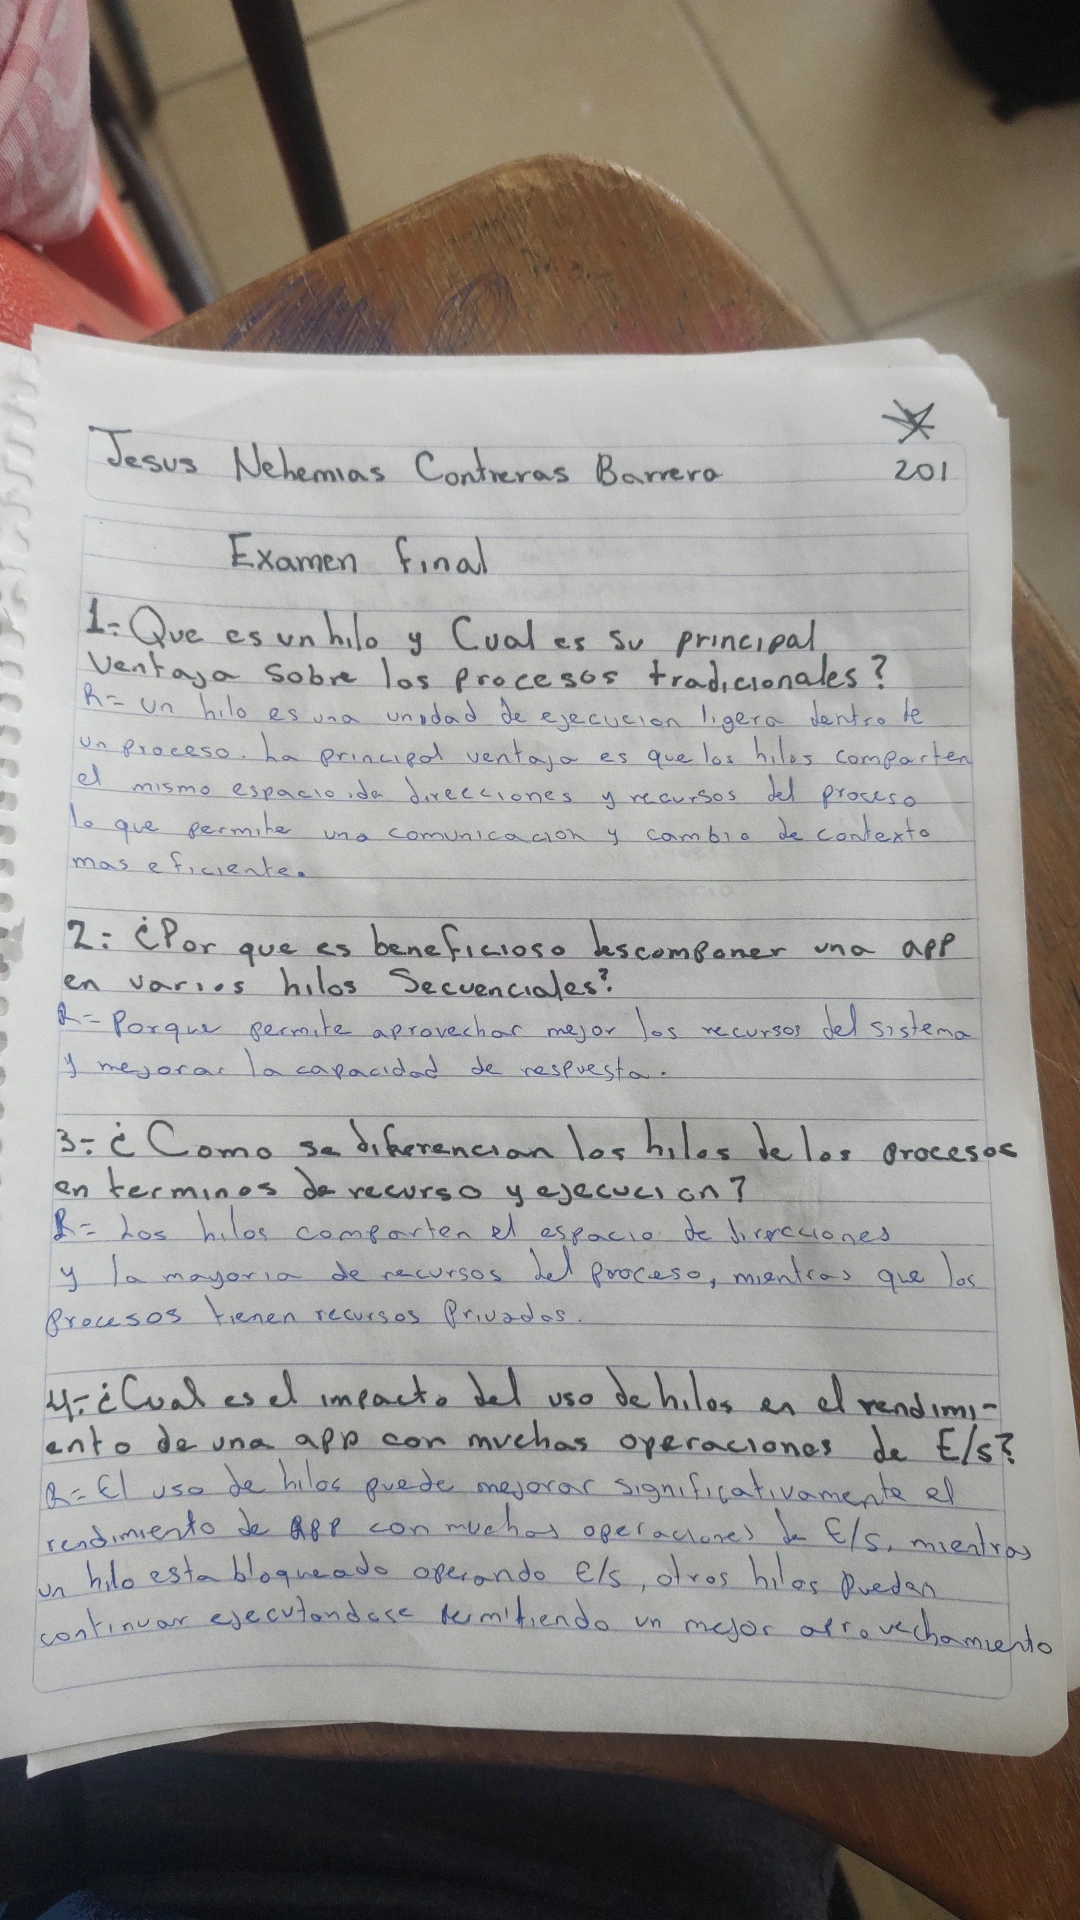 Jesus Nehemias Contreras Barrera
201
Examen final
1.- Que es un hilo y Cual es su principal
ventaja sobre los procesos tradicionales?
R= un hilo es una unidad de ejecucion ligera dentro de
un proceso. La principal ventaja es que los hilos comparten
el mismo espacio de direcciones y recursos del proceso
lo que permite una comunicacion y cambio de contexto
mas eficiente.
2.- ¿Por que es beneficioso descomponer una app
en varios hilos Secuenciales?
R= Porque permite aprovechar mejor los recursos del sistema
y mejorar la capacidad de respuesta.
3.- ¿Como se diferencian los hilos de los procesos
en terminos de recurso y ejecucion?
R= Los hilos comparten el espacio de direcciones
y la mayoria de recursos del proceso, mientras que los
procesos tienen recursos privados.
4.- ¿Cual es el impacto del uso de hilos en el rendimi-
ento de una app con muchas operaciones de E/s?
R= El uso de hilos puede mejorar significativamente el
rendimiento de app con muchas operaciones de E/s, mientras
un hilo esta bloqueado operando E/s, otros hilos puedan
continuar ejecutandose permitiendo un mejor aprovechamiento